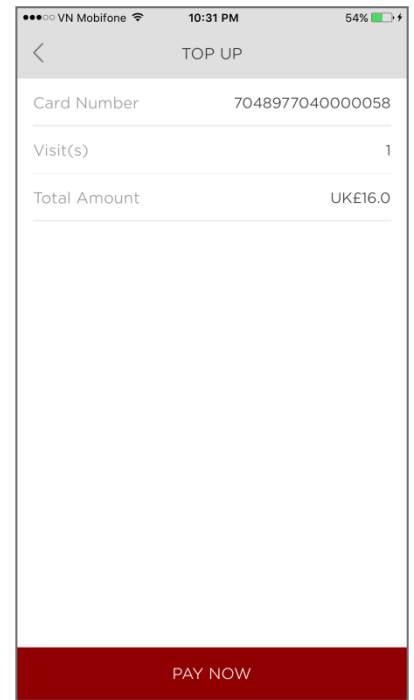 VN Mobifone 10:31 PM 54%
TOP UP
Card Number 7048977040000058
Visit(s) 1
Total Amount UK£16.0
PAY NOW